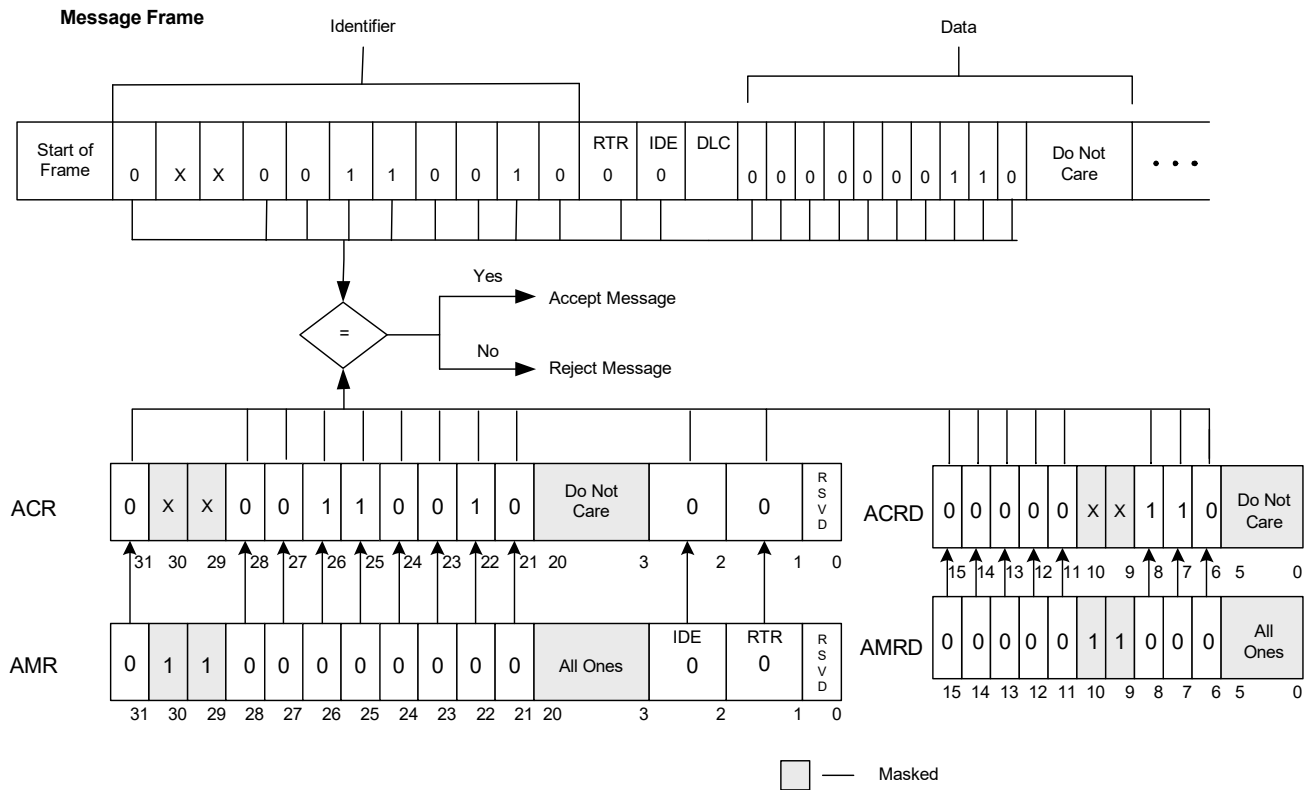 Message Frame
Identifier
Data
Start of Frame 0 X X 0 0 1 1 0 0 1 0 RTR 0 IDE 0 DLC 0 0 0 0 0 0 0 1 1 0 Do Not Care • • •
=
Yes
Accept Message
No
Reject Message
ACR 0 X X 0 0 1 1 0 0 1 0 Do Not Care 0 0 RSVD
31 30 29 28 27 26 25 24 23 22 21 20 3 2 1 0
ACRD 0 0 0 0 0 X X 1 1 0 Do Not Care
15 14 13 12 11 10 9 8 7 6 5 0
AMR 0 1 1 0 0 0 0 0 0 0 0 All Ones IDE 0 RTR 0 RSVD
31 30 29 28 27 26 25 24 23 22 21 20 3 2 1 0
AMRD 0 0 0 0 0 1 1 0 0 0 All Ones
15 14 13 12 11 10 9 8 7 6 5 0
Masked